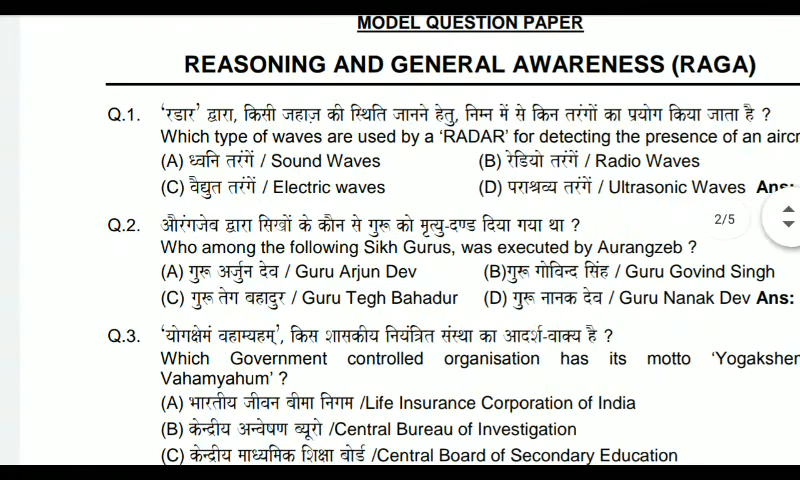 MODEL QUESTION PAPER
REASONING AND GENERAL AWARENESS (RAGA)
Q.1. 'रडार' द्वारा, किसी जहाज़ की स्थिति जानने हेतु, निम्न में से किन तरंगों का प्रयोग किया जाता है ?
Which type of waves are used by a 'RADAR' for detecting the presence of an
(A) ध्वनि तरंगें / Sound Waves (B) रेडियो तरंगें / Radio Waves
(C) वैद्युत तरंगें / Electric waves (D) पराश्रव्य तरंगें / Ultrasonic Waves Ans:
Q.2. औरंगजेब द्वारा सिखों के कौन से गुरू को मृत्यु-दण्ड दिया गया था ?
2/5
Who among the following Sikh Gurus, was executed by Aurangzeb ?
(A) गुरू अर्जुन देव / Guru Arjun Dev (B)गुरू गोविन्द सिंह / Guru Govind Singh
(C) गुरू तेग बहादुर / Guru Tegh Bahadur (D) गुरू नानक देव / Guru Nanak Dev Ans:
Q.3. 'योगक्षेमं वहाम्यहम्', किस शासकीय नियंत्रित संस्था का आदर्श-वाक्य है ?
Which Government controlled organisation has its motto
Vahamyahum' ?
(A) भारतीय जीवन बीमा निगम /Life Insurance Corporation of India
(B) केन्द्रीय अन्वेषण ब्यूरो /Central Bureau of Investigation
(C) केन्द्रीय माध्यमिक शिक्षा बोर्ड /Central Board of Secondary Education